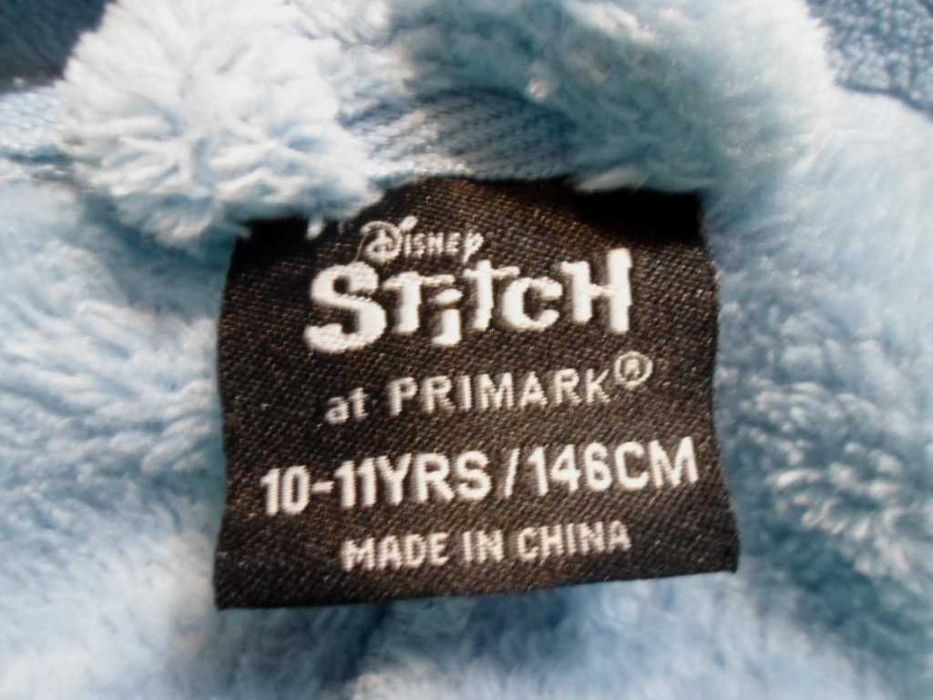 Disney
Stitch
at PRIMARK®
10-11YRS/146CM
MADE IN CHINA